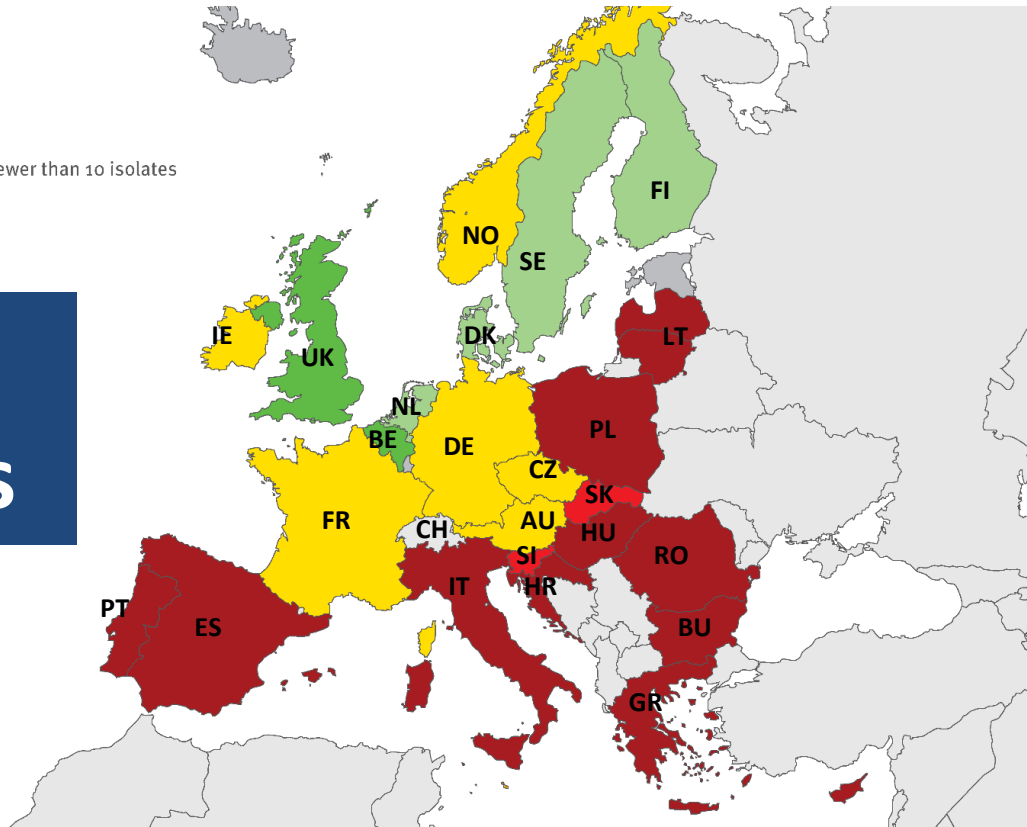 ewer than 10 isolates
NO
FI
SE
IE
DK
LT
UK
NL
BE
DE
PL
CZ
SK
FR
AU
CH
HU
SI
RO
IT
HR
PT
ES
BU
GR
S